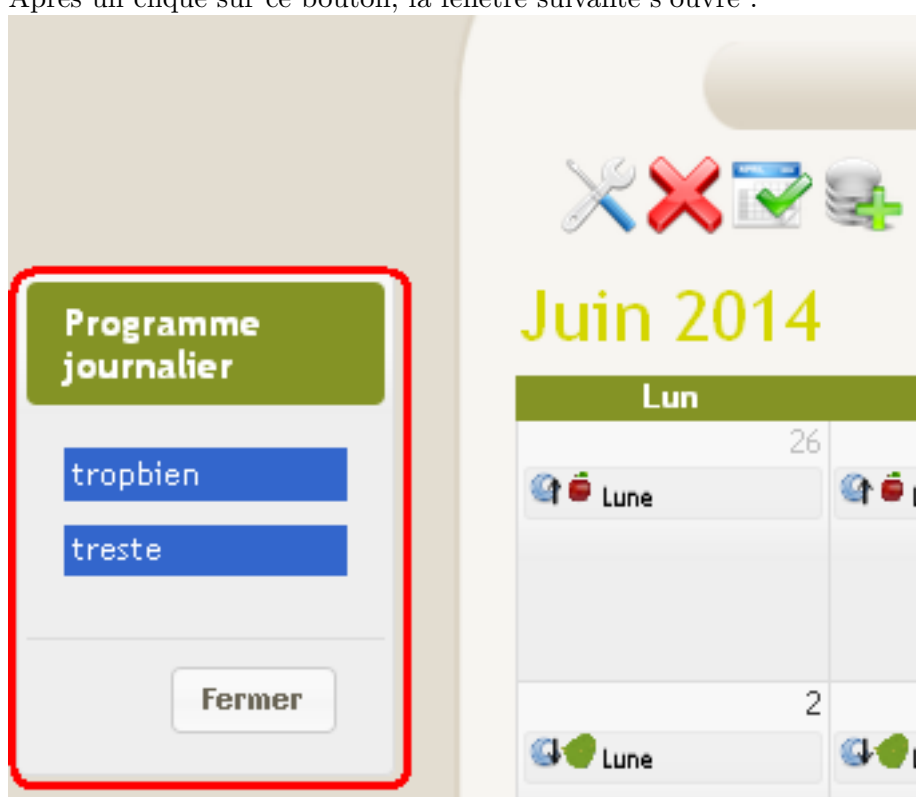 Après un clique sur ce bouton, la fenêtre suivante s'ouvre :
Programme
journalier
tropbien
treste
Fermer
Juin 2014
Lun
26
Lune
2
Lune